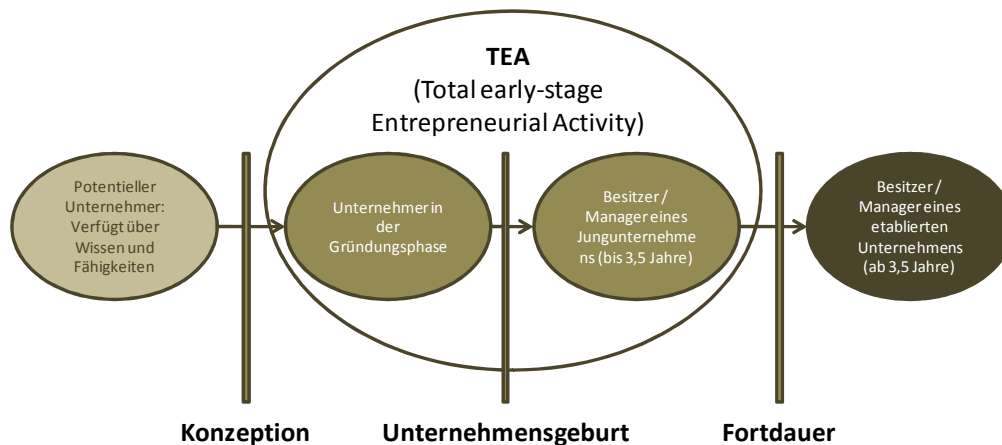 TEA
(Total early-stage
Entrepreneurial Activity)
Potentieller
Unternehmer:
Verfügt über
Wissen und
Fähigkeiten
Unternehmer in
der
Gründungsphase
Besitzer /
Manager eines
Jungunternehme
ns (bis 3,5 Jahre)
Besitzer /
Manager eines
etablierten
Unternehmens
(ab 3,5 Jahre)
Konzeption
Unternehmensgeburt
Fortdauer